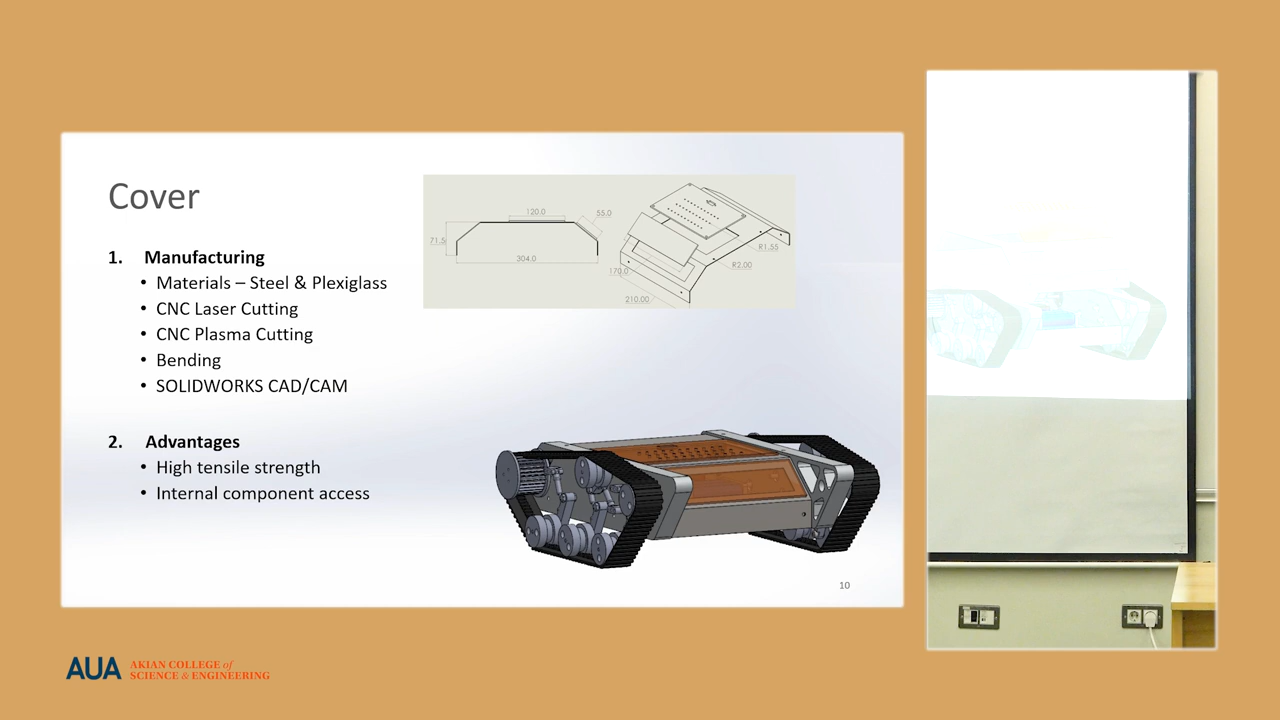 Cover
1. Manufacturing
• Materials – Steel & Plexiglass
• CNC Laser Cutting
• CNC Plasma Cutting
• Bending
• SOLIDWORKS CAD/CAM
2. Advantages
• High tensile strength
• Internal component access
120.0
55.0
71.5
304.0
R1.55
R2.00
170.0
210.00
10
AUA AKIAN COLLEGE of
SCIENCE & ENGINEERING